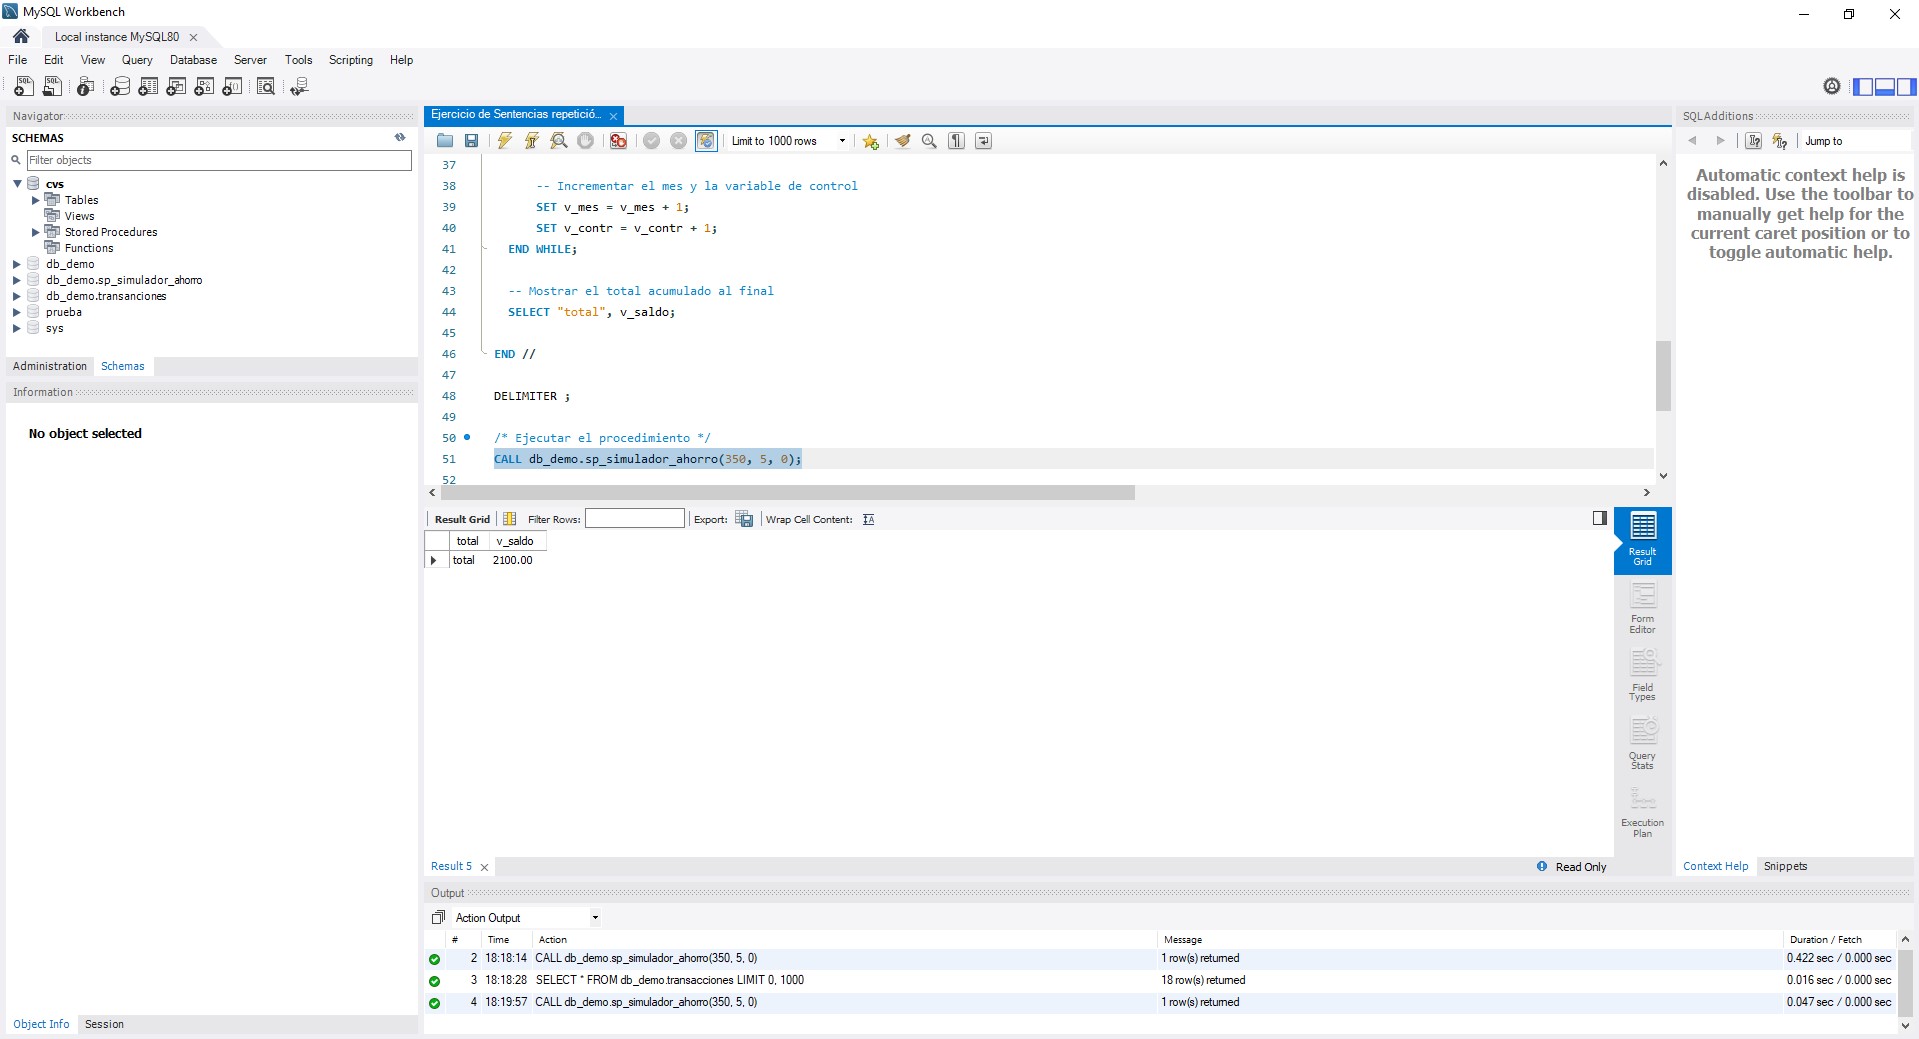 MySQL Workbench
Local instance MySQL80
File Edit View Query Database Server Tools Scripting Help
Navigator
SCHEMAS
Filter objects
cvs
Tables
Views
Stored Procedures
Functions
db_demo
db_demo.sp_simulador_ahorro
db_demo.transanciones
prueba
sys
Administration Schemas
Information
No object selected
Object Info Session
Ejercicio de Sentencias repetició...
Limit to 1000 rows
37
38 -- Incrementar el mes y la variable de control
39 SET v_mes = v_mes + 1;
40 SET v_contr = v_contr + 1;
41 END WHILE;
42
43 -- Mostrar el total acumulado al final
44 SELECT "total", v_saldo;
45
46 END //
47
48 DELIMITER ;
49
50 /* Ejecutar el procedimiento */
51 CALL db_demo.sp_simulador_ahorro(350, 5, 0);
52
Result Grid Filter Rows: Export: Wrap Cell Content:
total v_saldo
total 2100.00
Result Grid
Form Editor
Field Types
Query Stats
Execution Plan
Result 5
Read Only
Output
Action Output
# Time Action Message Duration / Fetch
2 18:18:14 CALL db_demo.sp_simulador_ahorro(350, 5, 0) 1 row(s) returned 0.422 sec / 0.000 sec
3 18:18:28 SELECT * FROM db_demo.transacciones LIMIT 0, 1000 18 row(s) returned 0.016 sec / 0.000 sec
4 18:19:57 CALL db_demo.sp_simulador_ahorro(350, 5, 0) 1 row(s) returned 0.047 sec / 0.000 sec
SQLAdditions
Jump to
Automatic context help is
disabled. Use the toolbar to
manually get help for the
current caret position or to
toggle automatic help.
Context Help Snippets